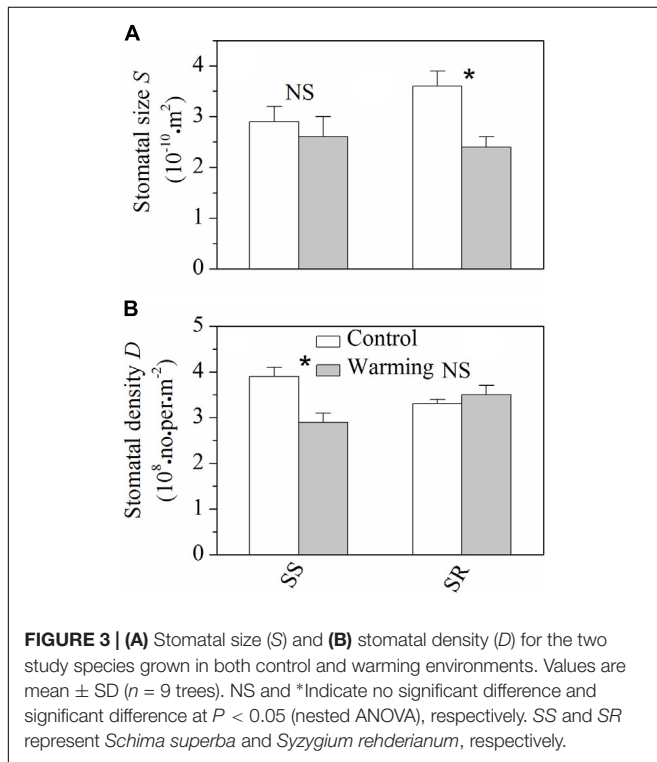 A
Stomatal size S
(10⁻¹⁰·m²)
4
3
2
1
0
NS
*
B
Stomatal density D
(10⁸·no.per.m⁻²)
5
4
3
2
1
0
*
Control
Warming NS
SS
SR
FIGURE 3 | (A) Stomatal size (S) and (B) stomatal density (D) for the two
study species grown in both control and warming environments. Values are
mean ± SD (n = 9 trees). NS and *Indicate no significant difference and
significant difference at P < 0.05 (nested ANOVA), respectively. SS and SR
represent Schima superba and Syzygium rehderianum, respectively.